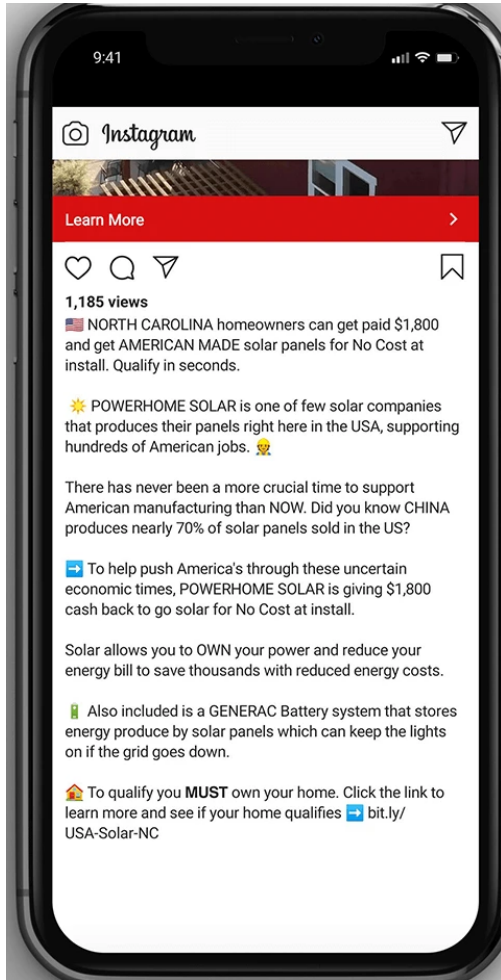 9:41
Instagram
Learn More
1,185 views
🇺🇸 NORTH CAROLINA homeowners can get paid $1,800
and get AMERICAN MADE solar panels for No Cost at
install. Qualify in seconds.
☀️ POWERHOME SOLAR is one of few solar companies
that produces their panels right here in the USA, supporting
hundreds of American jobs. 👷
There has never been a more crucial time to support
American manufacturing than NOW. Did you know CHINA
produces nearly 70% of solar panels sold in the US?
➡️ To help push America's through these uncertain
economic times, POWERHOME SOLAR is giving $1,800
cash back to go solar for No Cost at install.
Solar allows you to OWN your power and reduce your
energy bill to save thousands with reduced energy costs.
🔋 Also included is a GENERAC Battery system that stores
energy produce by solar panels which can keep the lights
on if the grid goes down.
🏠 To qualify you MUST own your home. Click the link to
learn more and see if your home qualifies ➡️ bit.ly/
USA-Solar-NC